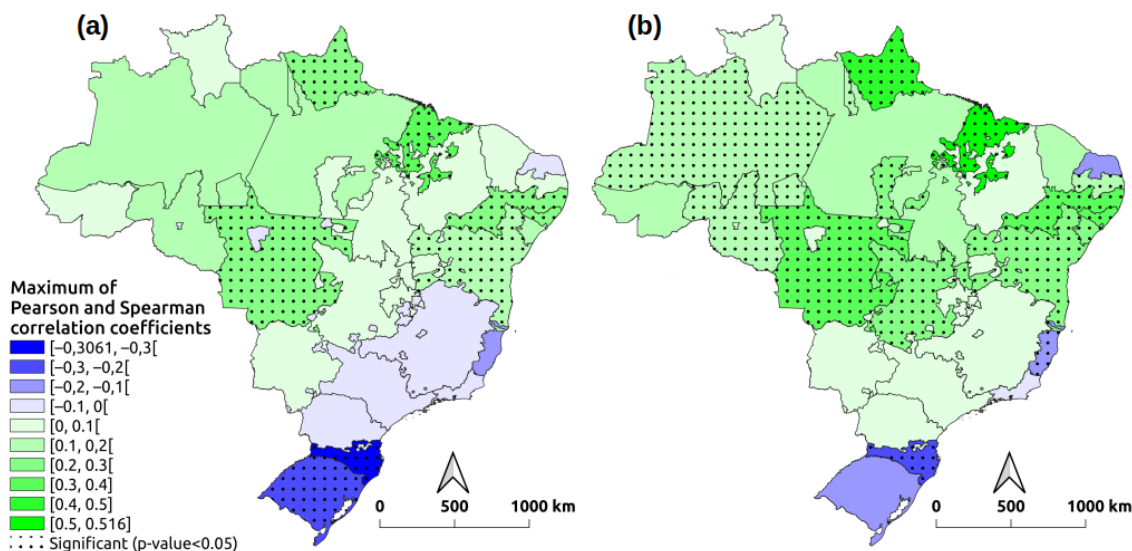 (a)
(b)
Maximum of
Pearson and Spearman
correlation coefficients
[−0,3061, −0,3[
[−0,3, −0,2[
[−0,2, −0,1[
[−0.1, 0[
[0, 0.1[
[0.1, 0,2[
[0.2, 0.3[
[0.3, 0.4[
[0.4, 0.5]
[0.5, 0.516]
Significant (p-value<0.05)
0 500 1000 km
0 500 1000 km